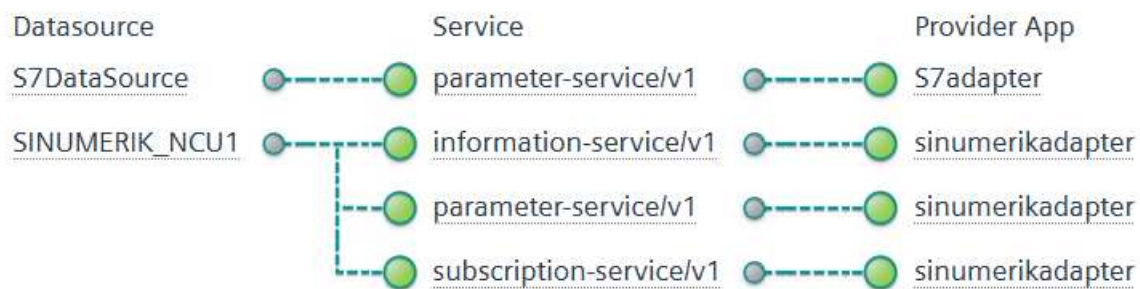 Datasource Service Provider App
S7DataSource parameter-service/v1 S7adapter
SINUMERIK_NCU1 information-service/v1 sinumerikadapter
parameter-service/v1 sinumerikadapter
subscription-service/v1 sinumerikadapter